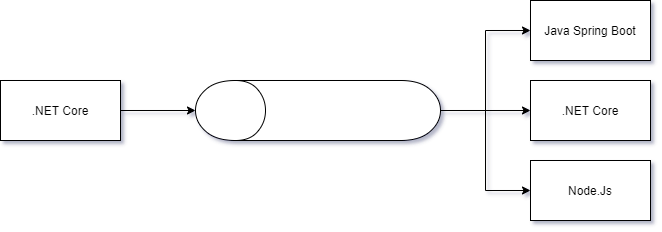 Java Spring Boot
.NET Core
.NET Core
Node.Js